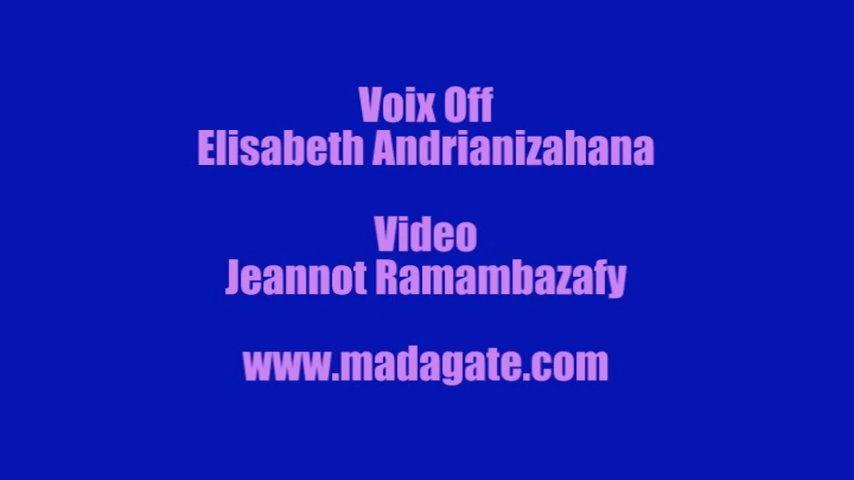 Voix Off
Elisabeth Andrianizahana
Video
Jeannot Ramambazafy
www.madagate.com